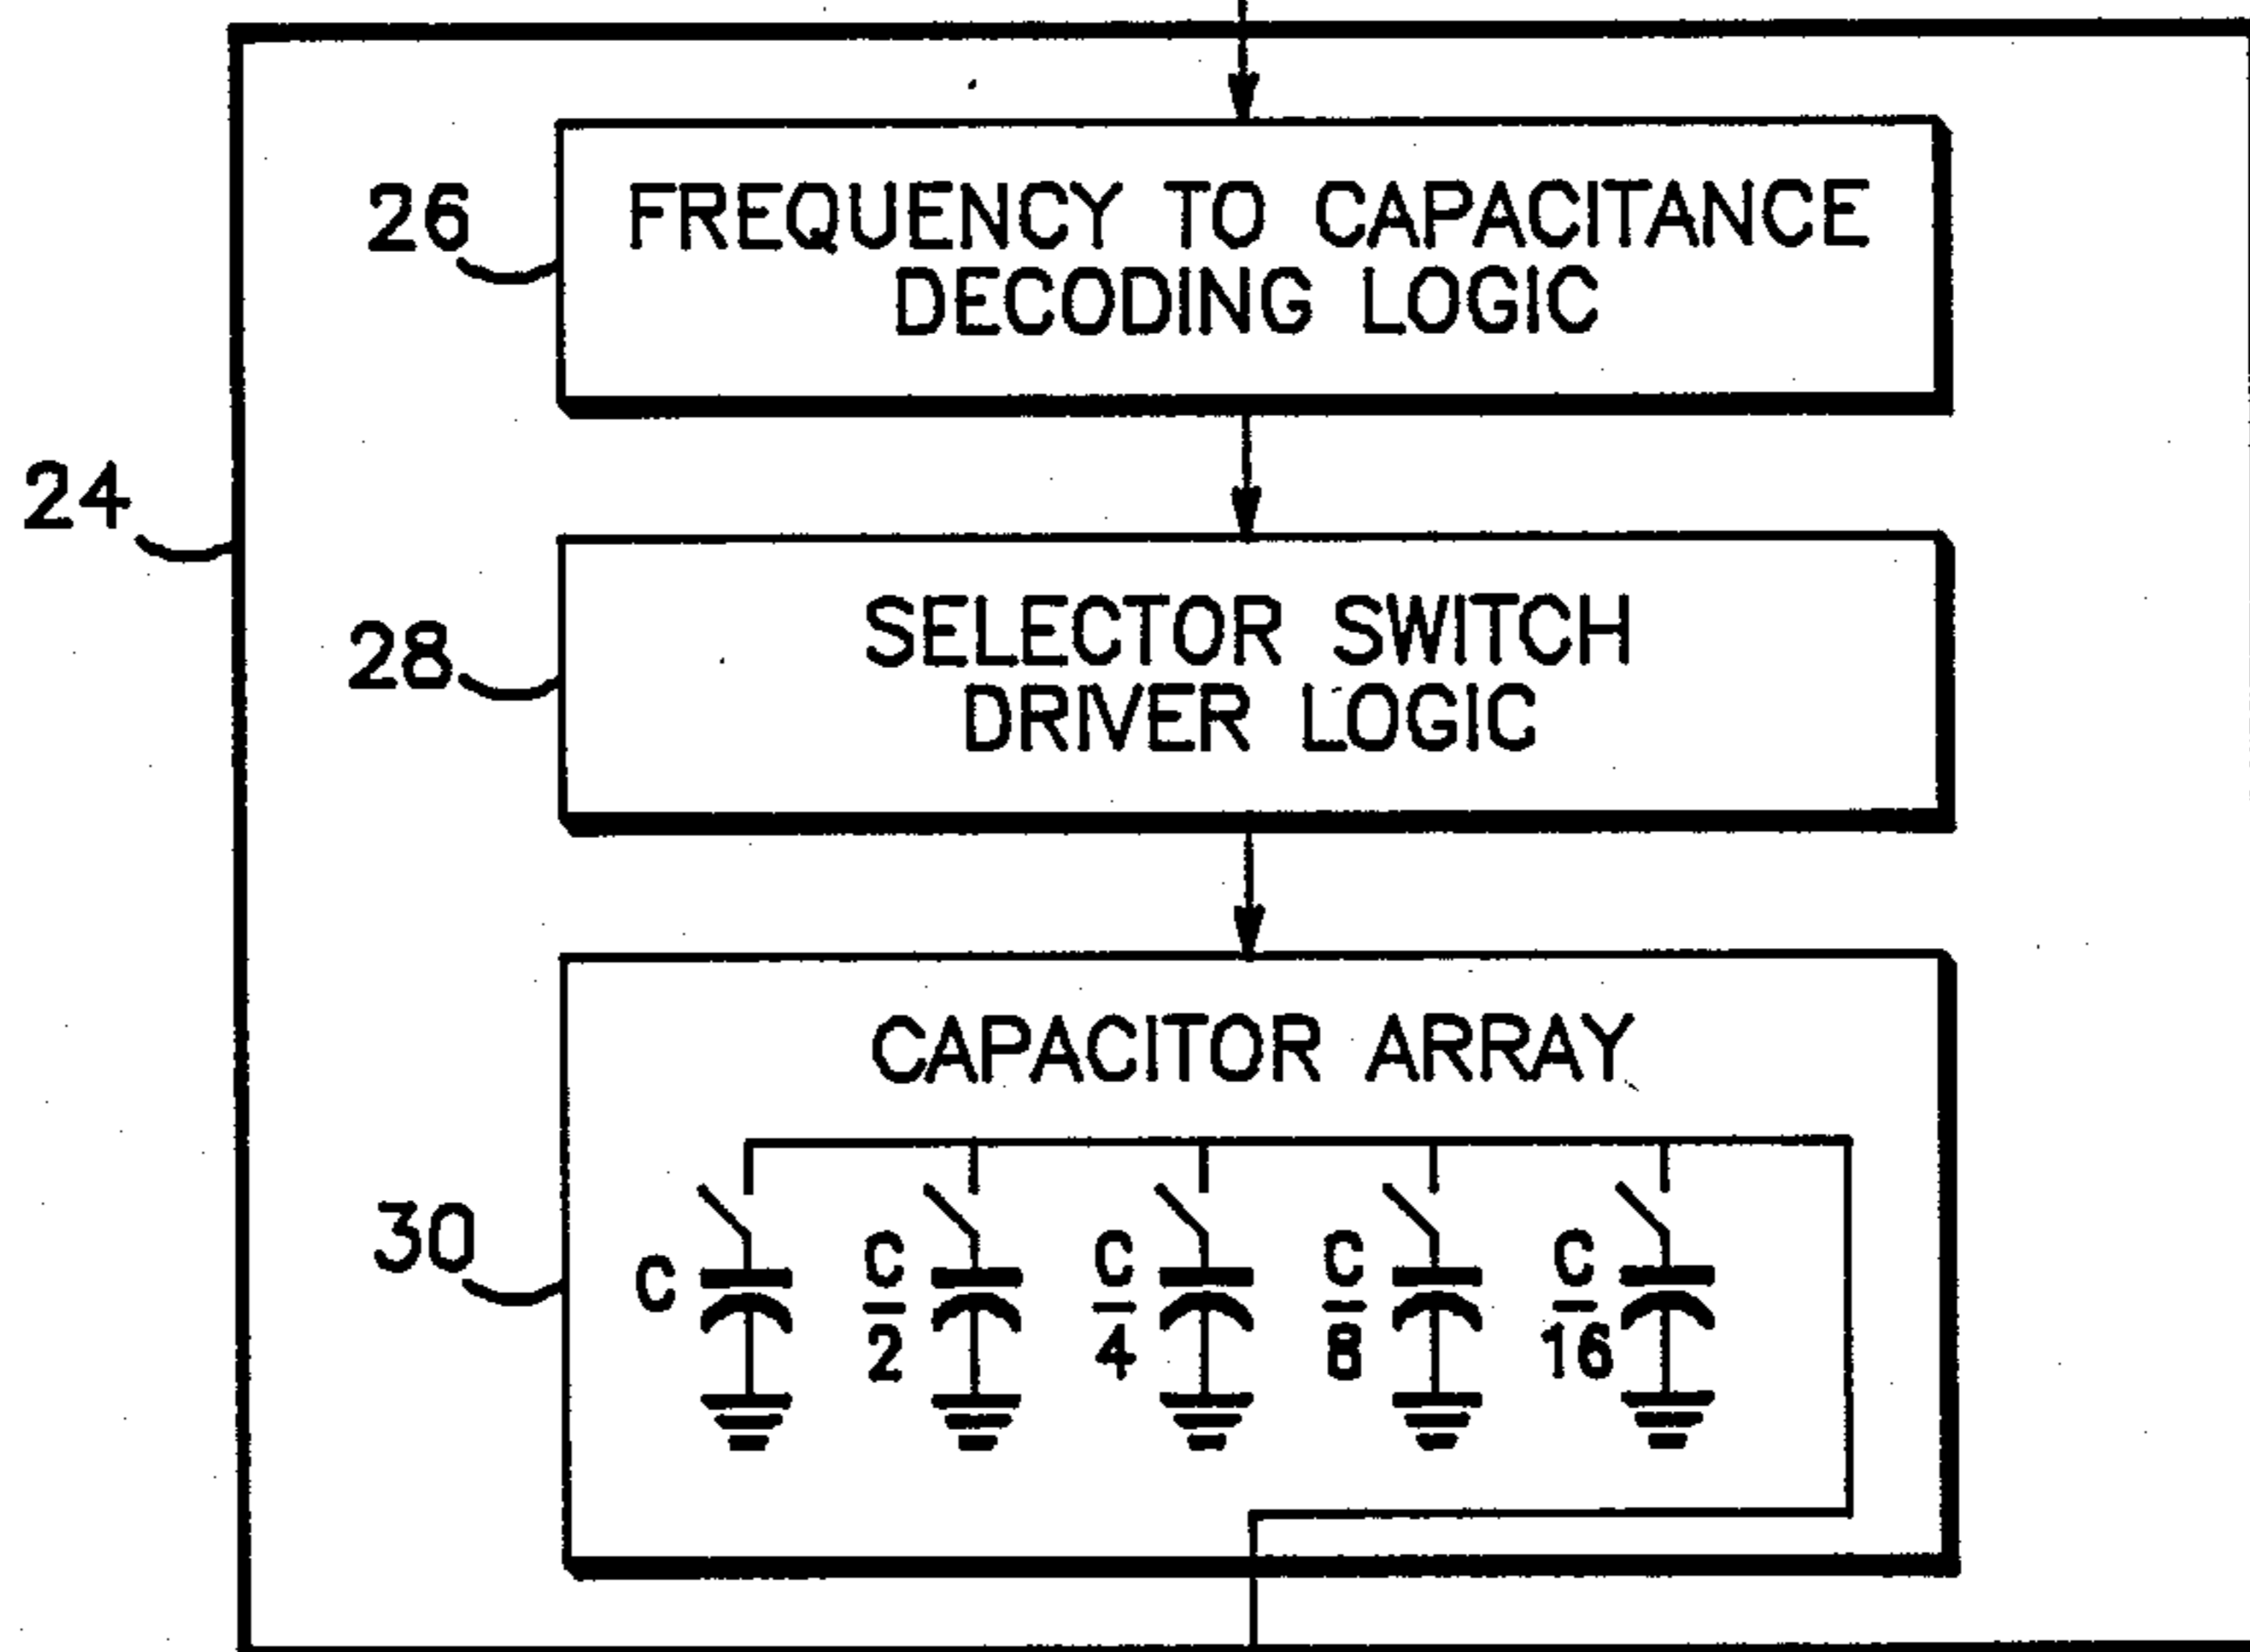 26
FREQUENCY TO CAPACITANCE
DECODING LOGIC
24
28
SELECTOR SWITCH
DRIVER LOGIC
CAPACITOR ARRAY
30
C
C
2
C
4
C
8
C
16